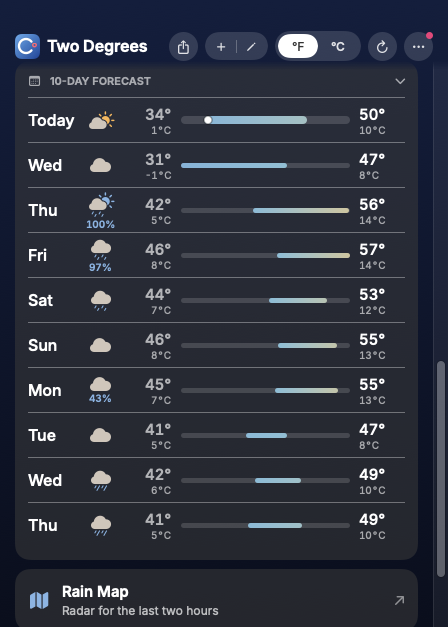 Two Degrees
°F
°C
10-DAY FORECAST
Today 34° 50°
1°C 10°C
Wed 31° 47°
-1°C 8°C
Thu 42° 56°
100% 5°C 14°C
Fri 46° 57°
97% 8°C 14°C
Sat 44° 53°
7°C 12°C
Sun 46° 55°
8°C 13°C
Mon 45° 55°
43% 7°C 13°C
Tue 41° 47°
5°C 8°C
Wed 42° 49°
6°C 10°C
Thu 41° 49°
5°C 10°C
Rain Map
Radar for the last two hours